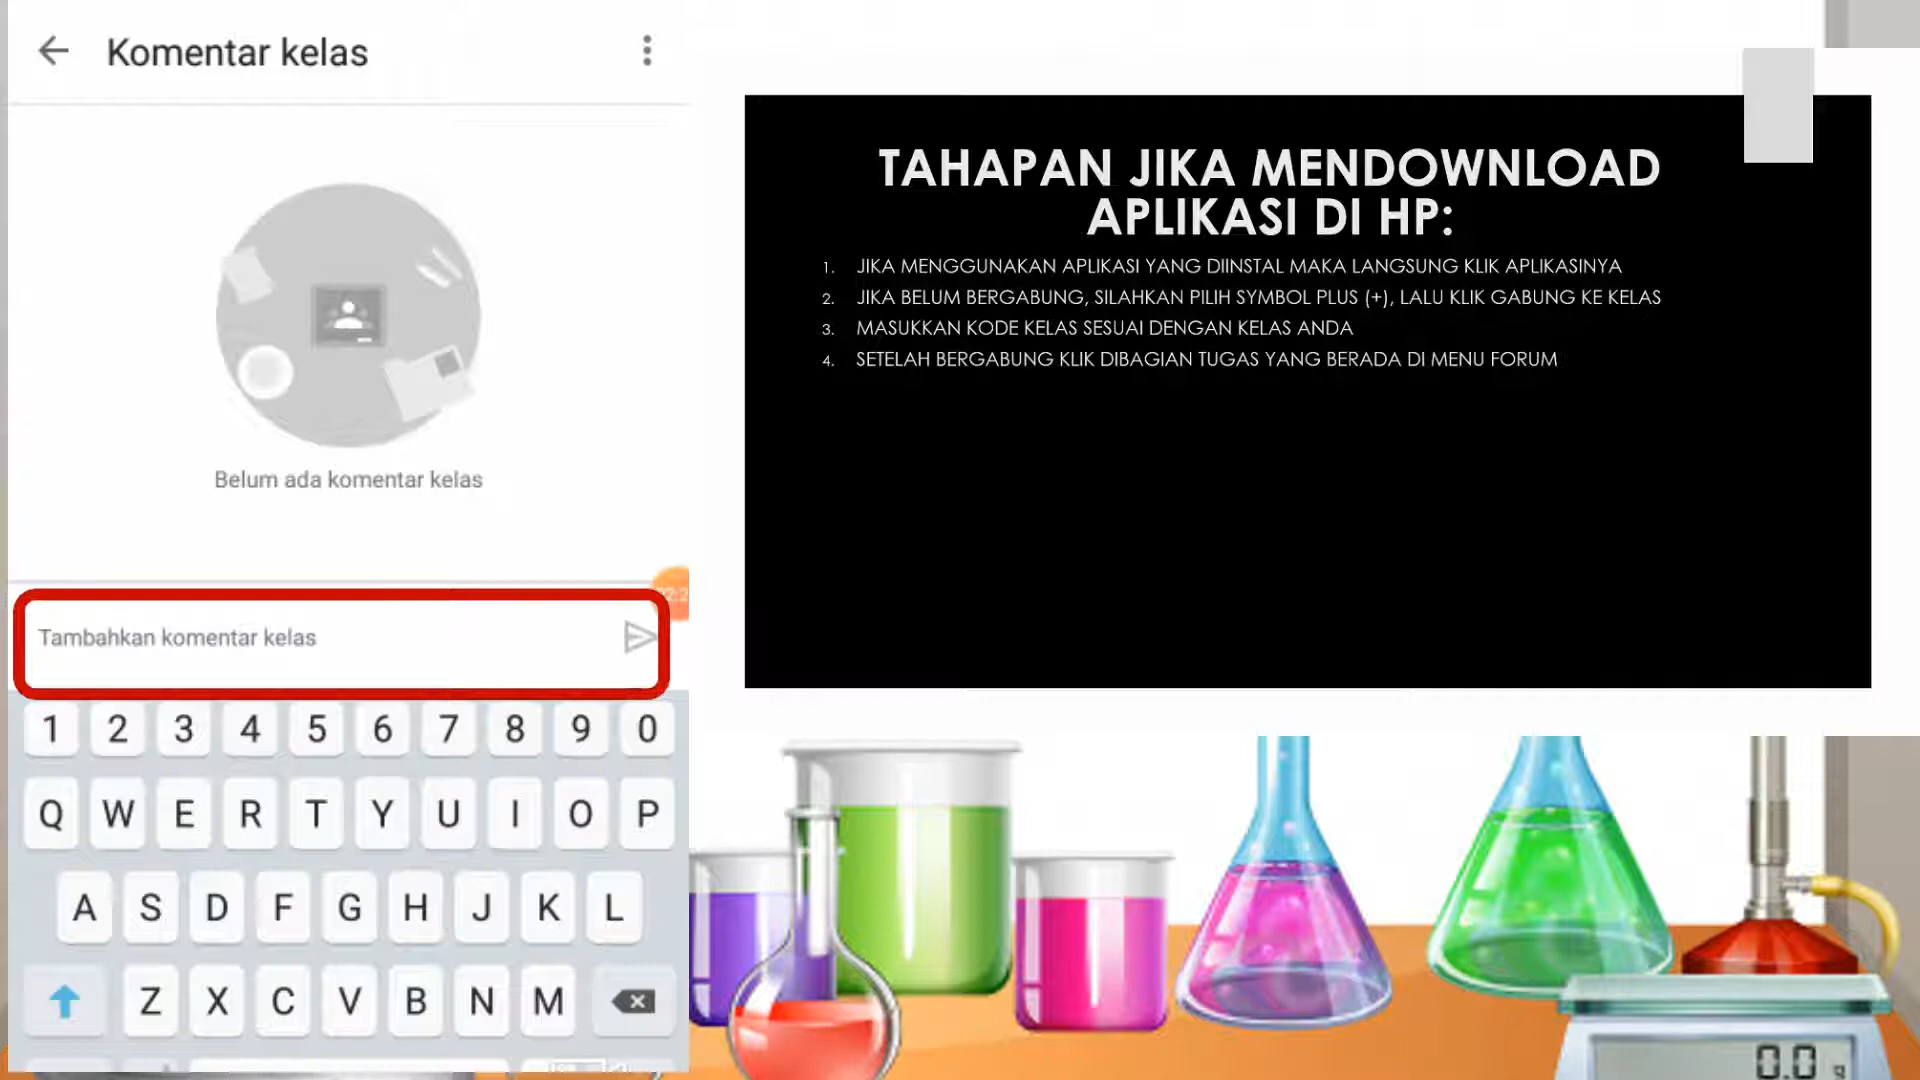 Komentar kelas
Belum ada komentar kelas
Tambahkan komentar kelas
1 2 3 4 5 6 7 8 9 0
Q W E R T Y U I O P
A S D F G H J K L
Z X C V B N M
TAHAPAN JIKA MENDOWNLOAD
APLIKASI DI HP:
1. JIKA MENGGUNAKAN APLIKASI YANG DIINSTAL MAKA LANGSUNG KLIK APLIKASINYA
2. JIKA BELUM BERGABUNG, SILAHKAN PILIH SYMBOL PLUS (+), LALU KLIK GABUNG KE KELAS
3. MASUKKAN KODE KELAS SESUAI DENGAN KELAS ANDA
4. SETELAH BERGABUNG KLIK DIBAGIAN TUGAS YANG BERADA DI MENU FORUM
0.0